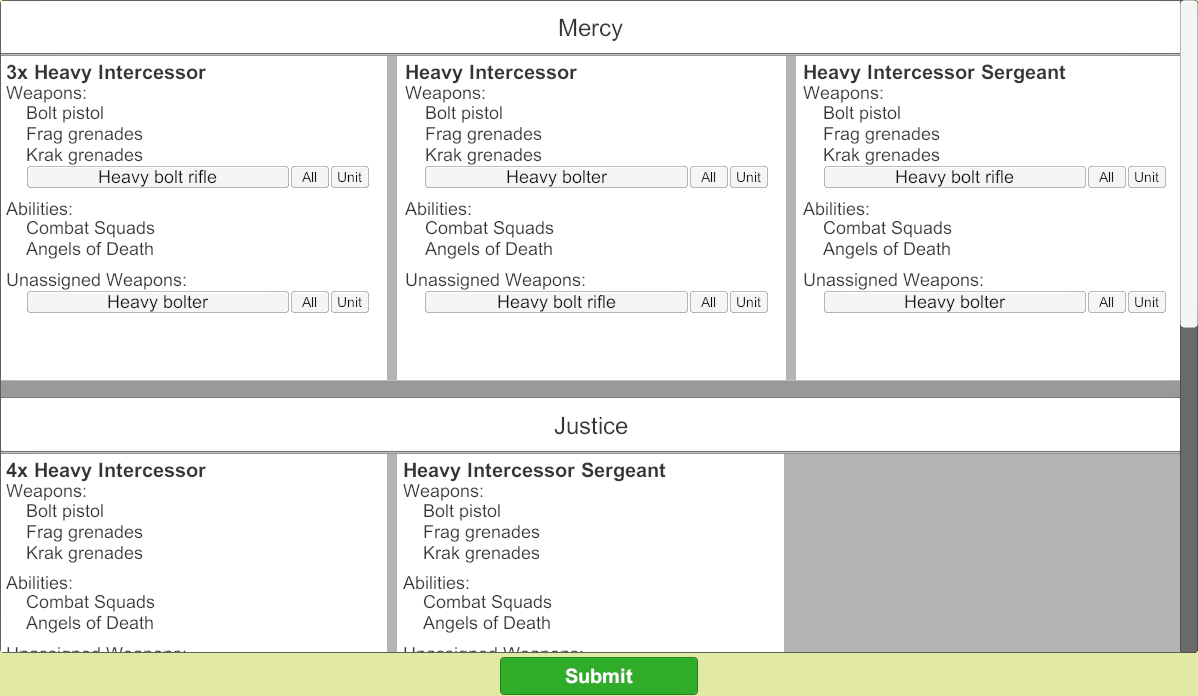 Mercy
3x Heavy Intercessor
Weapons:
Bolt pistol
Frag grenades
Krak grenades
Heavy bolt rifle All Unit
Abilities:
Combat Squads
Angels of Death
Unassigned Weapons:
Heavy bolter All Unit
Heavy Intercessor
Weapons:
Bolt pistol
Frag grenades
Krak grenades
Heavy bolter All Unit
Abilities:
Combat Squads
Angels of Death
Unassigned Weapons:
Heavy bolt rifle All Unit
Heavy Intercessor Sergeant
Weapons:
Bolt pistol
Frag grenades
Krak grenades
Heavy bolt rifle All Unit
Abilities:
Combat Squads
Angels of Death
Unassigned Weapons:
Heavy bolter All Unit
Justice
4x Heavy Intercessor
Weapons:
Bolt pistol
Frag grenades
Krak grenades
Abilities:
Combat Squads
Angels of Death
Unassigned Weapons:
Heavy Intercessor Sergeant
Weapons:
Bolt pistol
Frag grenades
Krak grenades
Abilities:
Combat Squads
Angels of Death
Unassigned Weapons:
Submit